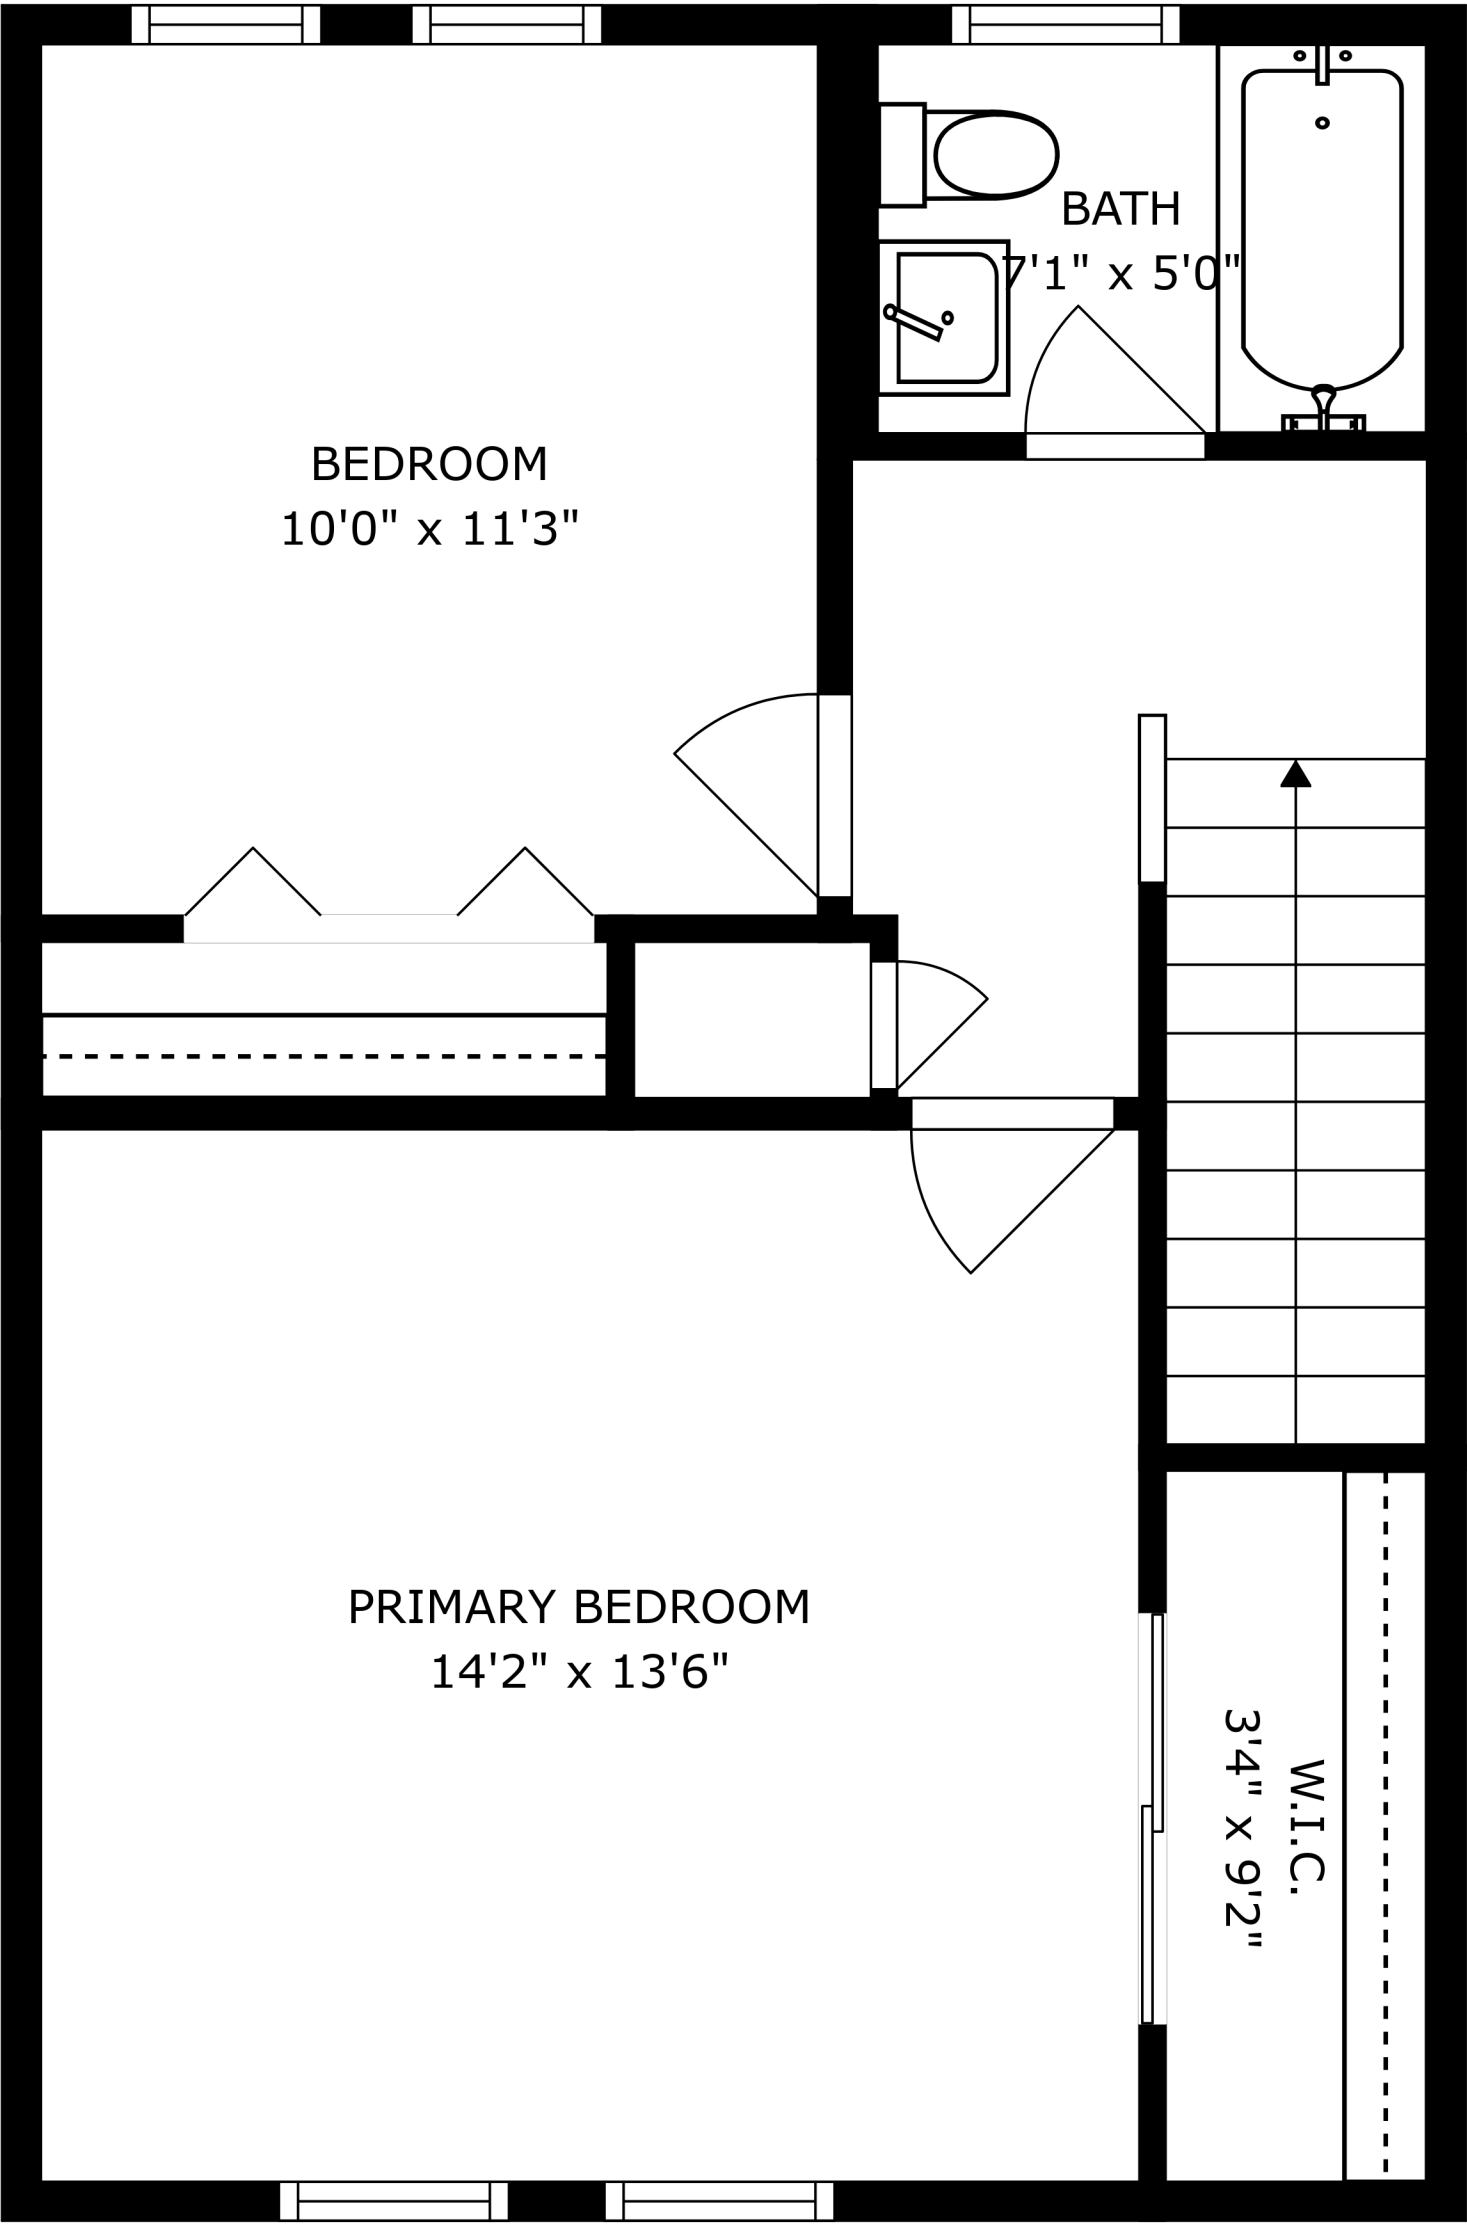 BATH
7'1" x 5'0"
BEDROOM
10'0" x 11'3"
PRIMARY BEDROOM
14'2" x 13'6"
W.I.C.
3'4" x 9'2"